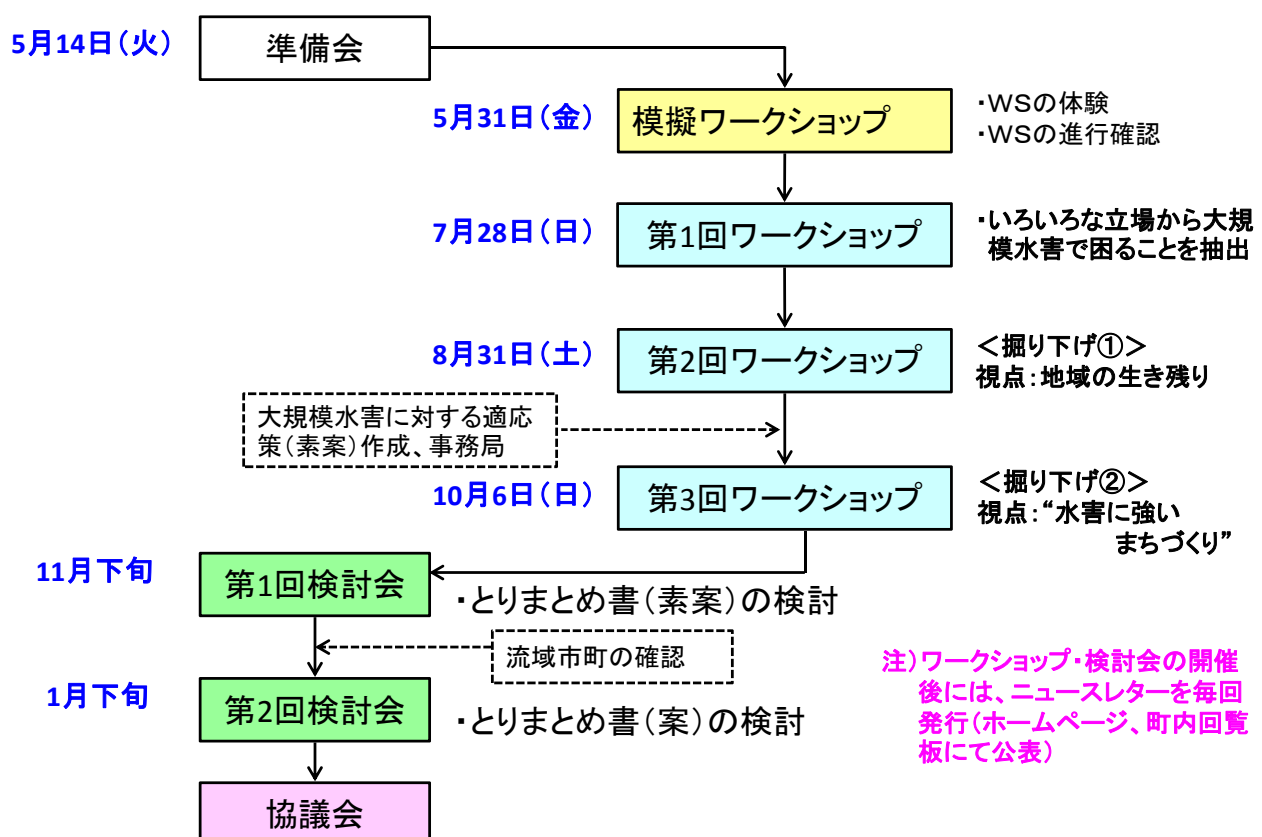 5月14日(火)
準備会
5月31日(金)
模擬ワークショップ
・WSの体験
・WSの進行確認
7月28日(日)
第1回ワークショップ
・いろいろな立場から大規
模水害で困ることを抽出
8月31日(土)
第2回ワークショップ
<掘り下げ①>
視点:地域の生き残り
大規模水害に対する適応
策(素案)作成、事務局
10月6日(日)
第3回ワークショップ
<掘り下げ②>
視点:“水害に強い
まちづくり”
11月下旬
第1回検討会
・とりまとめ書(素案)の検討
流域市町の確認
1月下旬
第2回検討会
・とりまとめ書(案)の検討
注)ワークショップ・検討会の開催
後には、ニュースレターを毎回
発行(ホームページ、町内回覧
板にて公表)
協議会